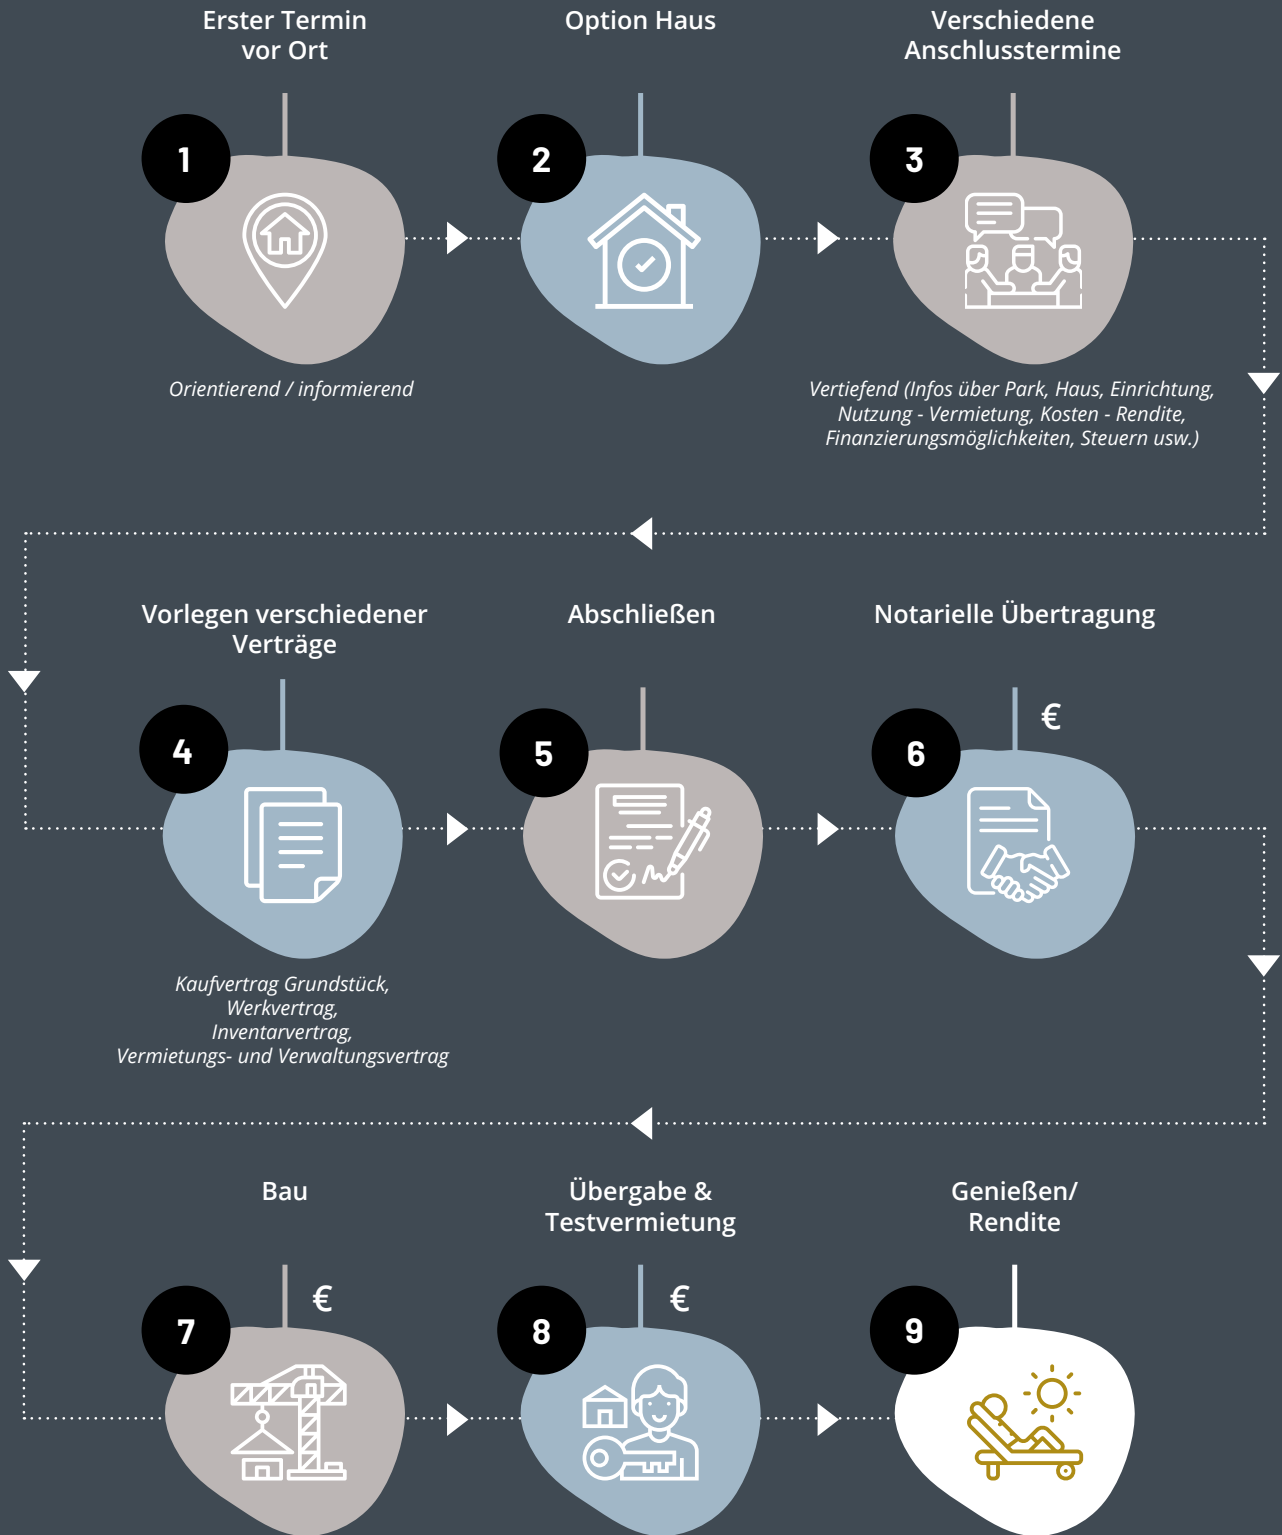 Erster Termin
vor Ort
1
Orientierend / informierend
Option Haus
2
Verschiedene
Anschlusstermine
3
Vertiefend (Infos über Park, Haus, Einrichtung,
Nutzung - Vermietung, Kosten - Rendite,
Finanzierungsmöglichkeiten, Steuern usw.)
Vorlegen verschiedener
Verträge
4
Kaufvertrag Grundstück,
Werkvertrag,
Inventarvertrag,
Vermietungs- und Verwaltungsvertrag
Abschließen
5
Notarielle Übertragung
€
6
Bau
€
7
Übergabe &
Testvermietung
€
8
Genießen/
Rendite
9